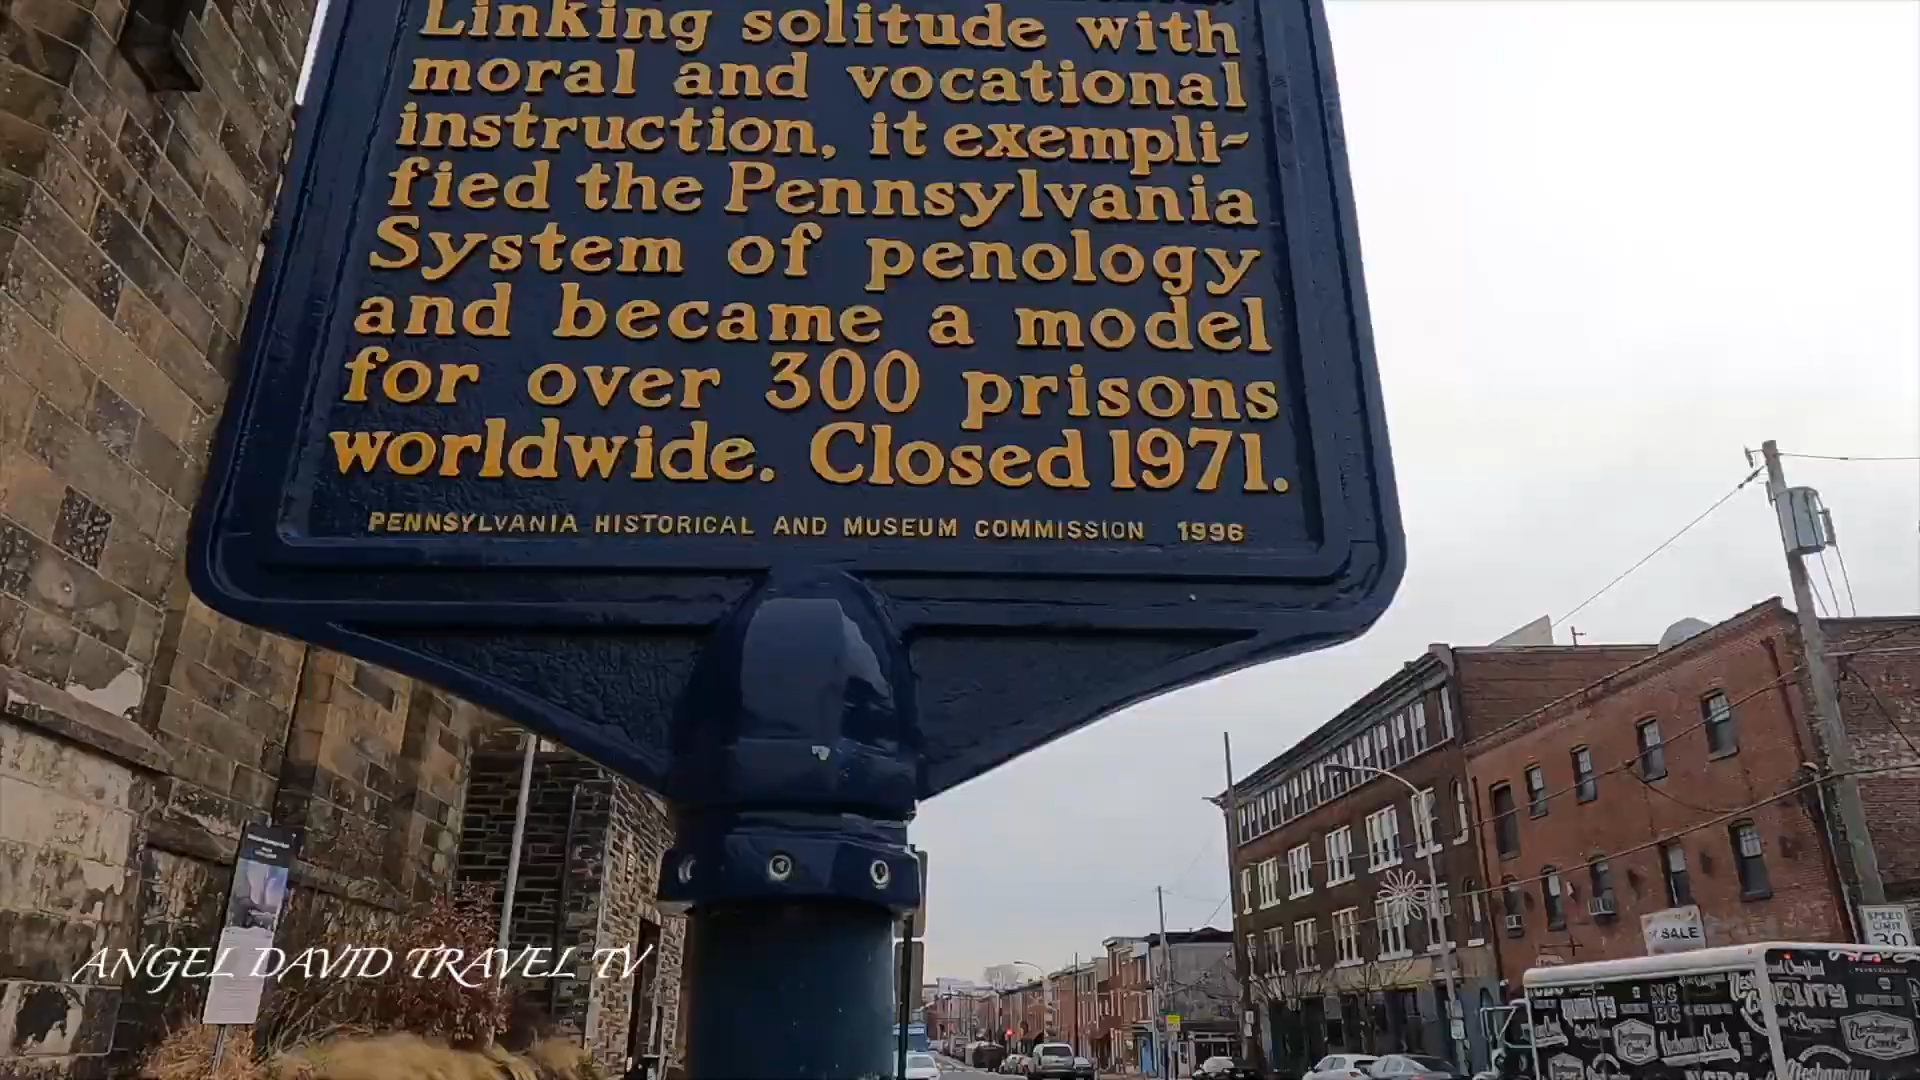 Linking solitude with
moral and vocational
instruction, it exempli-
fied the Pennsylvania
System of penology
and became a model
for over 300 prisons
worldwide. Closed 1971.
PENNSYLVANIA HISTORICAL AND MUSEUM COMMISSION 1996
ANGEL DAVID TRAVEL TV
SALE
SPEED
LIMIT
30